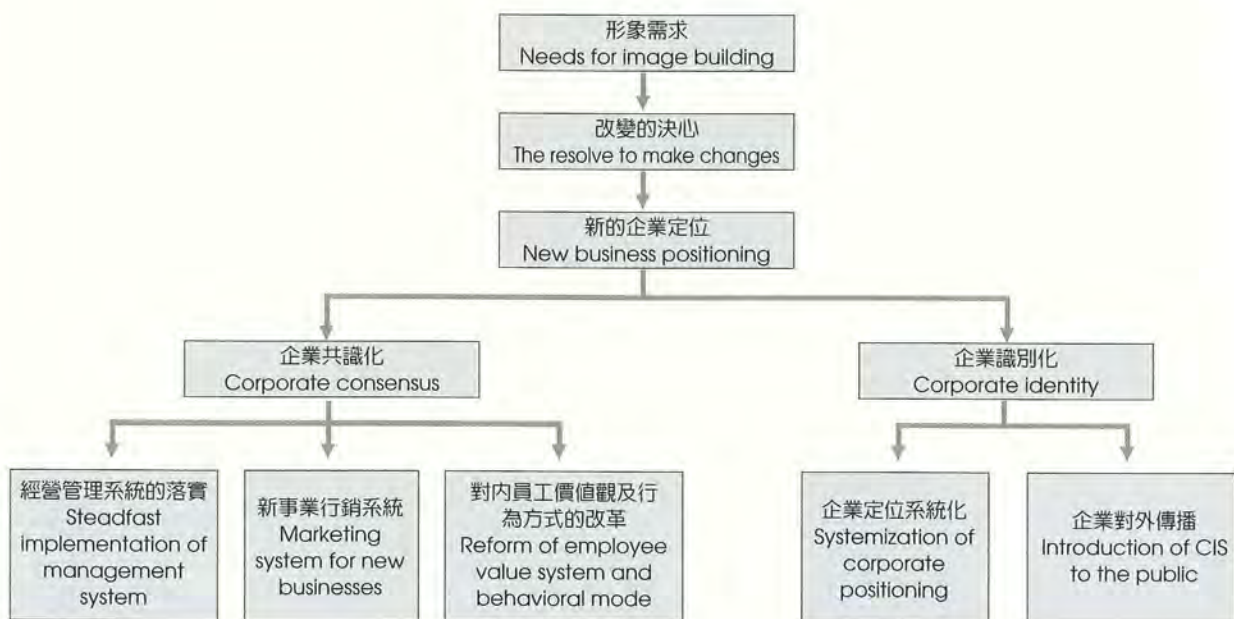 形象需求
Needs for image building
改變的決心
The resolve to make changes
新的企業定位
New business positioning
企業共識化
Corporate consensus
企業識別化
Corporate identity
經營管理系統的落實
Steadfast
implementation of
management
system
新事業行銷系統
Marketing
system for new
businesses
對内員工價值觀及行
為方式的改革
Reform of employee
value system and
behavioral mode
企業定位系統化
Systemization of
corporate
positioning
企業對外傳播
Introduction of CIS
to the public